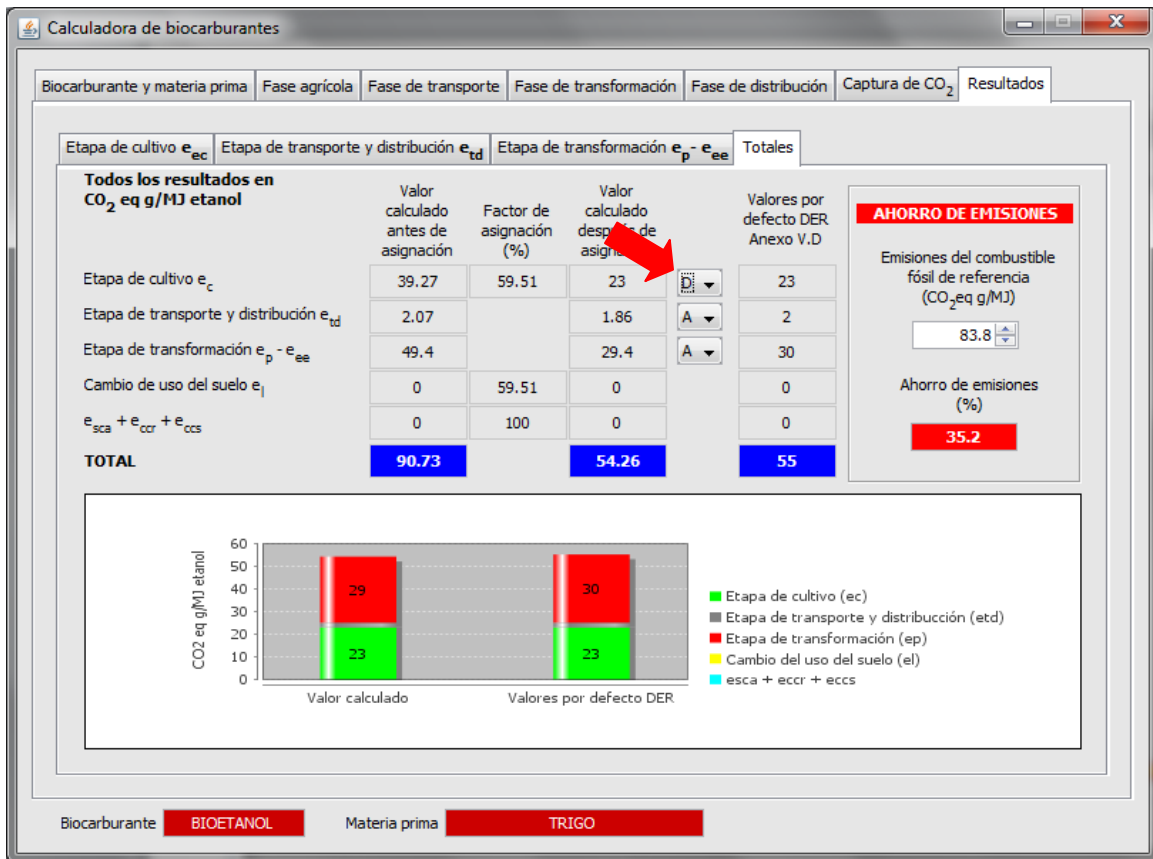 Calculadora de biocarburantes
Biocarburante y materia prima Fase agrícola Fase de transporte Fase de transformación Fase de distribución Captura de CO2 Resultados
Etapa de cultivo eec Etapa de transporte y distribución etd Etapa de transformación ep- eee Totales
Todos los resultados en
CO2 eq g/MJ etanol
Valor
calculado
antes de
asignación
Factor de
asignación
(%)
Valor
calculado
después de
Valores por
defecto DER
Anexo V.D
Etapa de cultivo ec 39.27 59.51 23 D 23
Etapa de transporte y distribución etd 2.07 1.86 A 2
Etapa de transformación ep - eee 49.4 29.4 A 30
Cambio de uso del suelo el 0 59.51 0 0
esca + eccr + eccs 0 100 0 0
TOTAL 90.73 54.26 55
AHORRO DE EMISIONES
Emisiones del combustible
fósil de referencia
(CO2eq g/MJ)
83.8
Ahorro de emisiones
(%)
35.2
CO2 eq g/MJ etanol
60
50
40
30
20
10
0
29
23
30
23
Valor calculado
Valores por defecto DER
Etapa de cultivo (ec)
Etapa de transporte y distribucción (etd)
Etapa de transformación (ep)
Cambio del uso del suelo (el)
esca + eccr + eccs
Biocarburante BIOETANOL Materia prima TRIGO